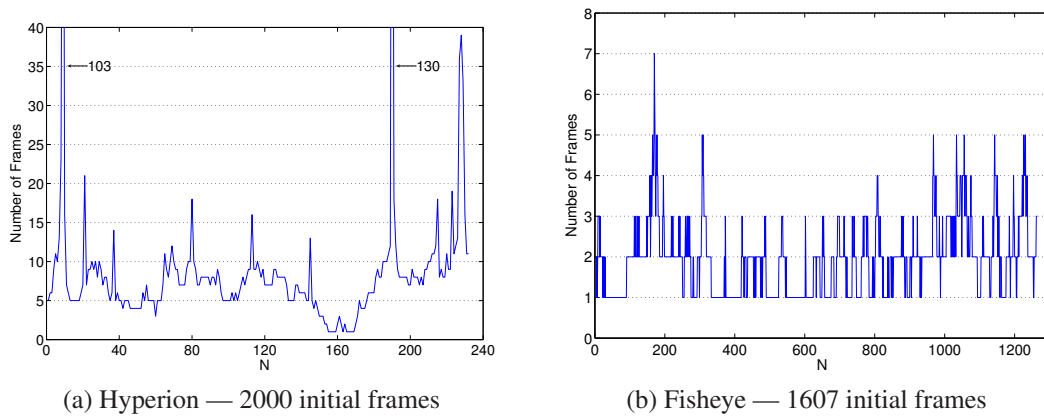 40
35
30
25
20
15
10
5
0
Number of Frames
103
130
0 40 80 120 160 200 240
N
(a) Hyperion — 2000 initial frames
8
7
6
5
4
3
2
1
0
Number of Frames
0 200 400 600 800 1000 1200
N
(b) Fisheye — 1607 initial frames